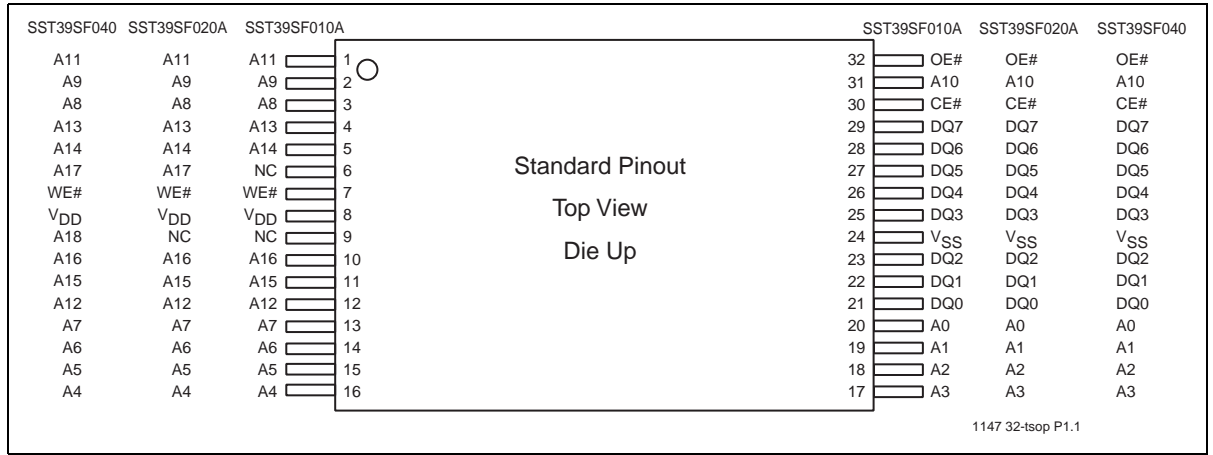 SST39SF040 SST39SF020A SST39SF010A SST39SF010A SST39SF020A SST39SF040
A11 A11 A11 1 32 OE# OE# OE#
A9 A9 A9 2 31 A10 A10 A10
A8 A8 A8 3 30 CE# CE# CE#
A13 A13 A13 4 29 DQ7 DQ7 DQ7
A14 A14 A14 5 28 DQ6 DQ6 DQ6
A17 A17 NC 6 Standard Pinout 27 DQ5 DQ5 DQ5
WE# WE# WE# 7 Top View 26 DQ4 DQ4 DQ4
VDD VDD VDD 8 25 DQ3 DQ3 DQ3
A18 NC NC 9 Die Up 24 VSS VSS VSS
A16 A16 A16 10 23 DQ2 DQ2 DQ2
A15 A15 A15 11 22 DQ1 DQ1 DQ1
A12 A12 A12 12 21 DQ0 DQ0 DQ0
A7 A7 A7 13 20 A0 A0 A0
A6 A6 A6 14 19 A1 A1 A1
A5 A5 A5 15 18 A2 A2 A2
A4 A4 A4 16 17 A3 A3 A3
1147 32-tsop P1.1